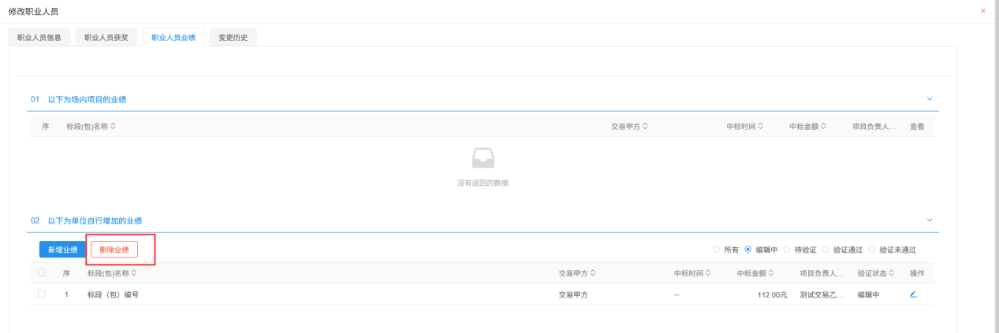 修改职业人员 ×
职业人员信息 职业人员获奖 职业人员业绩 变更历史
01 以下为场内项目的业绩
序 标段(包)名称 交易甲方 中标时间 中标金额 项目负责人... 查看
没有返回的数据
02 以下为单位自行增加的业绩
新增业绩 删除业绩 所有 编辑中 待验证 验证通过 验证未通过
序 标段(包)名称 交易甲方 中标时间 中标金额 项目负责人... 验证状态 操作
1 标段（包）编号 交易甲方 -- 112.00元 测试交易乙... 编辑中